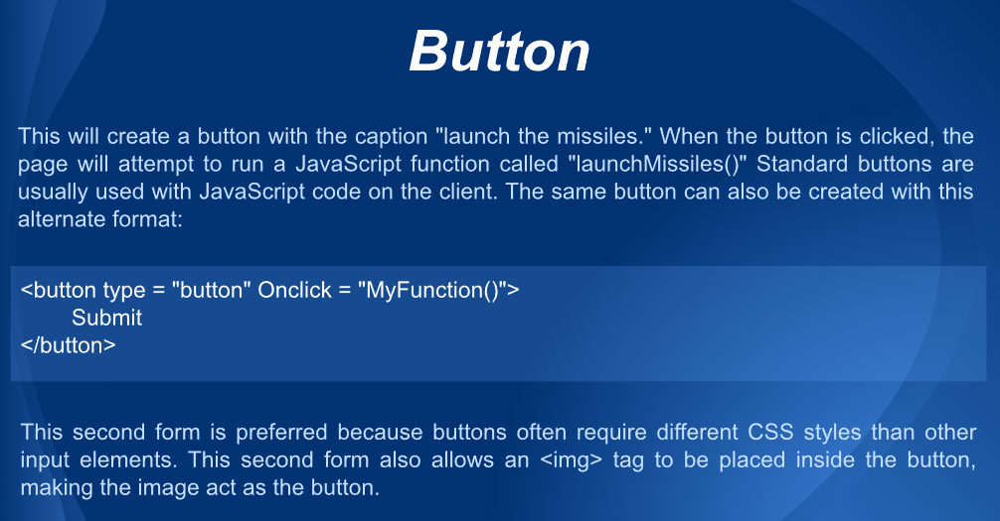 Button
This will create a button with the caption "launch the missiles." When the button is clicked, the
page will attempt to run a JavaScript function called "launchMissiles()" Standard buttons are
usually used with JavaScript code on the client. The same button can also be created with this
alternate format:
<button type = "button" Onclick = "MyFunction()">
Submit
</button>
This second form is preferred because buttons often require different CSS styles than other
input elements. This second form also allows an <img> tag to be placed inside the button,
making the image act as the button.